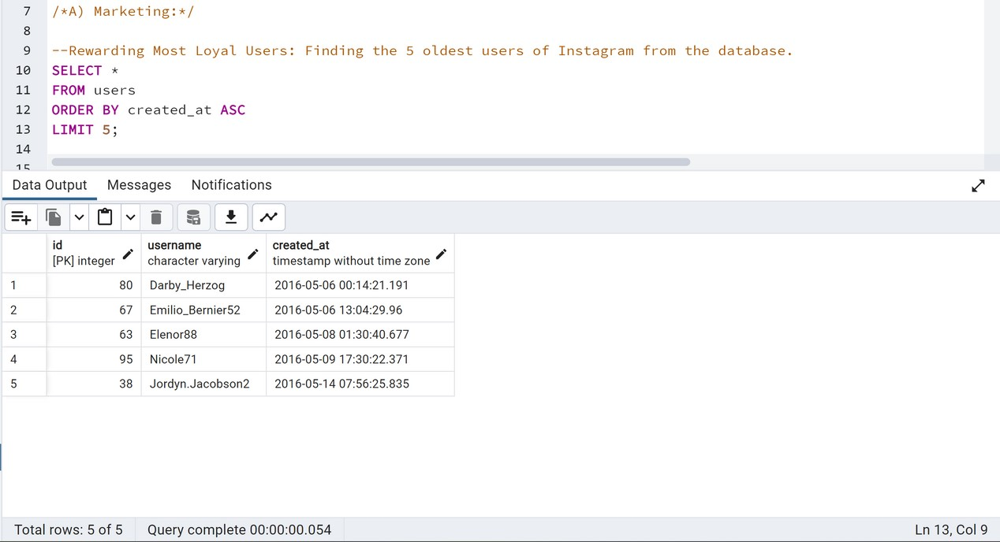 7 /*A) Marketing:*/
8
9 --Rewarding Most Loyal Users: Finding the 5 oldest users of Instagram from the database.
10 SELECT *
11 FROM users
12 ORDER BY created_at ASC
13 LIMIT 5;
14
15
Data Output Messages Notifications
id username created_at
[PK] integer character varying timestamp without time zone
1 80 Darby_Herzog 2016-05-06 00:14:21.191
2 67 Emilio_Bernier52 2016-05-06 13:04:29.96
3 63 Elenor88 2016-05-08 01:30:40.677
4 95 Nicole71 2016-05-09 17:30:22.371
5 38 Jordyn.Jacobson2 2016-05-14 07:56:25.835
Total rows: 5 of 5 Query complete 00:00:00.054 Ln 13, Col 9